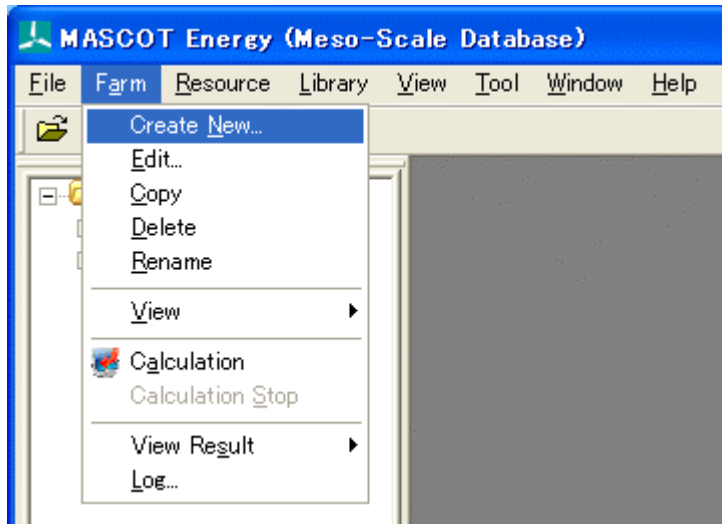 MASCOT Energy (Meso-Scale Database)
File Farm Resource Library View Tool Window Help
Create New...
Edit...
Copy
Delete
Rename
View
Calculation
Calculation Stop
View Result
Log...